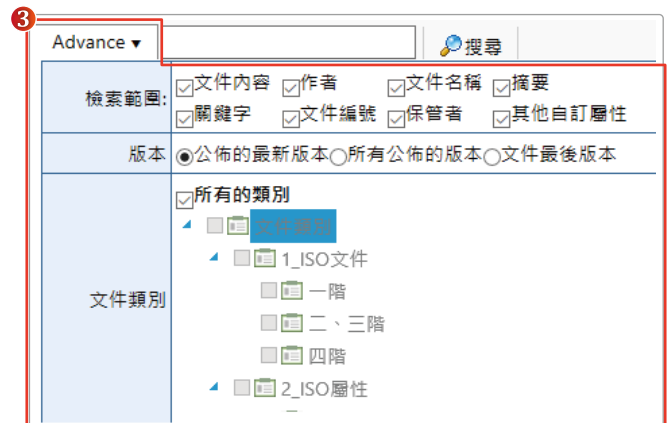 3
Advance ▾ 搜尋
檢索範圍: 文件內容 作者 文件名稱 摘要
關鍵字 文件編號 保管者 其他自訂屬性
版本 公佈的最新版本 所有公佈的版本 文件最後版本
所有的類別
文件類別
1_ISO文件
文件類別 一階
二、三階
四階
2_ISO屬性